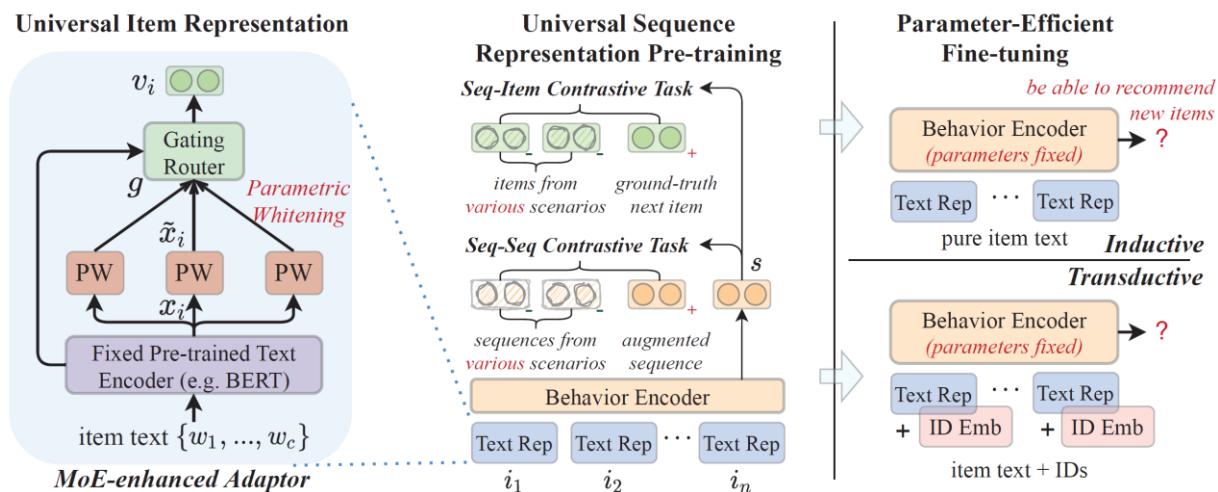 Universal Item Representation
v_i
Gating
Router
g
Parametric
Whitening
x̃_i
PW
PW
PW
x_i
Fixed Pre-trained Text
Encoder (e.g. BERT)
item text {w_1, ..., w_c}
MoE-enhanced Adaptor
Universal Sequence
Representation Pre-training
Seq-Item Contrastive Task
- - +
items from
various scenarios
ground-truth
next item
Seq-Seq Contrastive Task
s
- - +
sequences from
various scenarios
augmented
sequence
Behavior Encoder
Text Rep
Text Rep
...
Text Rep
i_1
i_2
i_n
Parameter-Efficient
Fine-tuning
be able to recommend
new items
Behavior Encoder
(parameters fixed)
?
Text Rep
...
Text Rep
pure item text
Inductive
Transductive
Behavior Encoder
(parameters fixed)
?
Text Rep
...
Text Rep
+ ID Emb
+ ID Emb
item text + IDs